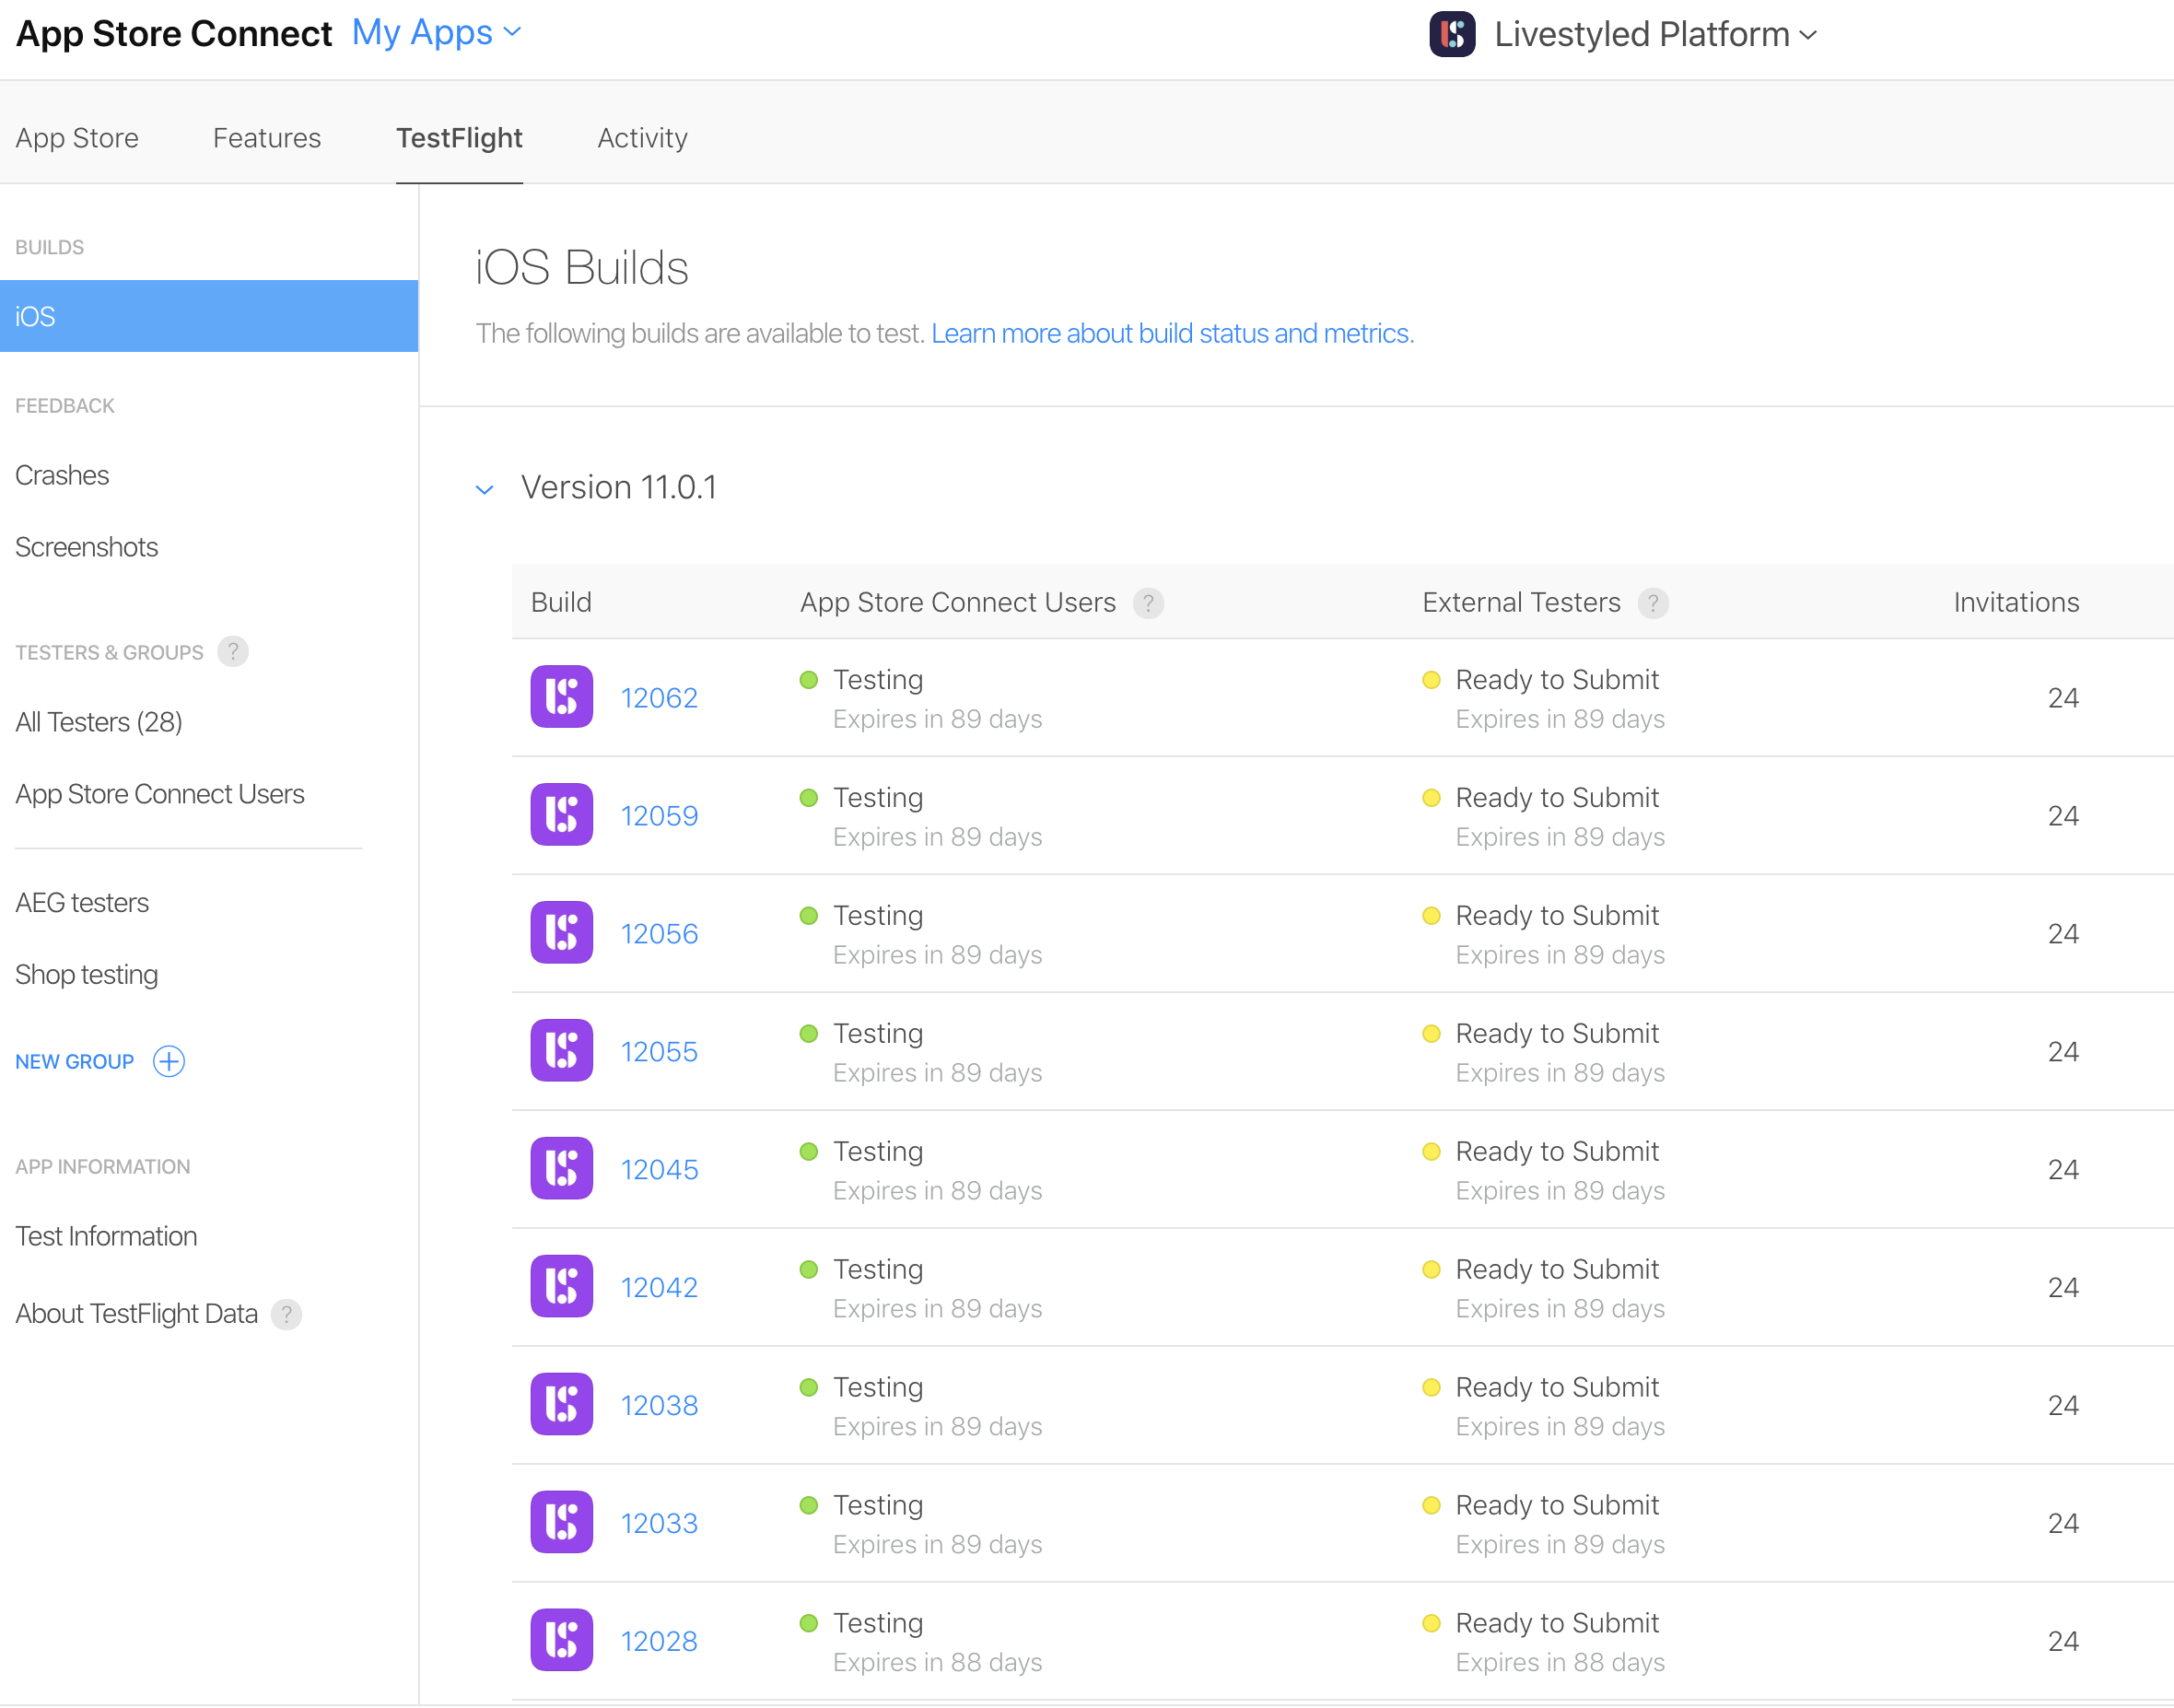 App Store Connect My Apps
Livestyled Platform
App Store Features TestFlight Activity
BUILDS
iOS
FEEDBACK
Crashes
Screenshots
TESTERS & GROUPS ?
All Testers (28)
App Store Connect Users
AEG testers
Shop testing
NEW GROUP
APP INFORMATION
Test Information
About TestFlight Data ?
iOS Builds
The following builds are available to test. Learn more about build status and metrics.
Version 11.0.1
Build App Store Connect Users ? External Testers ? Invitations
12062 Testing Ready to Submit 24
Expires in 89 days Expires in 89 days
12059 Testing Ready to Submit 24
Expires in 89 days Expires in 89 days
12056 Testing Ready to Submit 24
Expires in 89 days Expires in 89 days
12055 Testing Ready to Submit 24
Expires in 89 days Expires in 89 days
12045 Testing Ready to Submit 24
Expires in 89 days Expires in 89 days
12042 Testing Ready to Submit 24
Expires in 89 days Expires in 89 days
12038 Testing Ready to Submit 24
Expires in 89 days Expires in 89 days
12033 Testing Ready to Submit 24
Expires in 89 days Expires in 89 days
12028 Testing Ready to Submit 24
Expires in 88 days Expires in 88 days